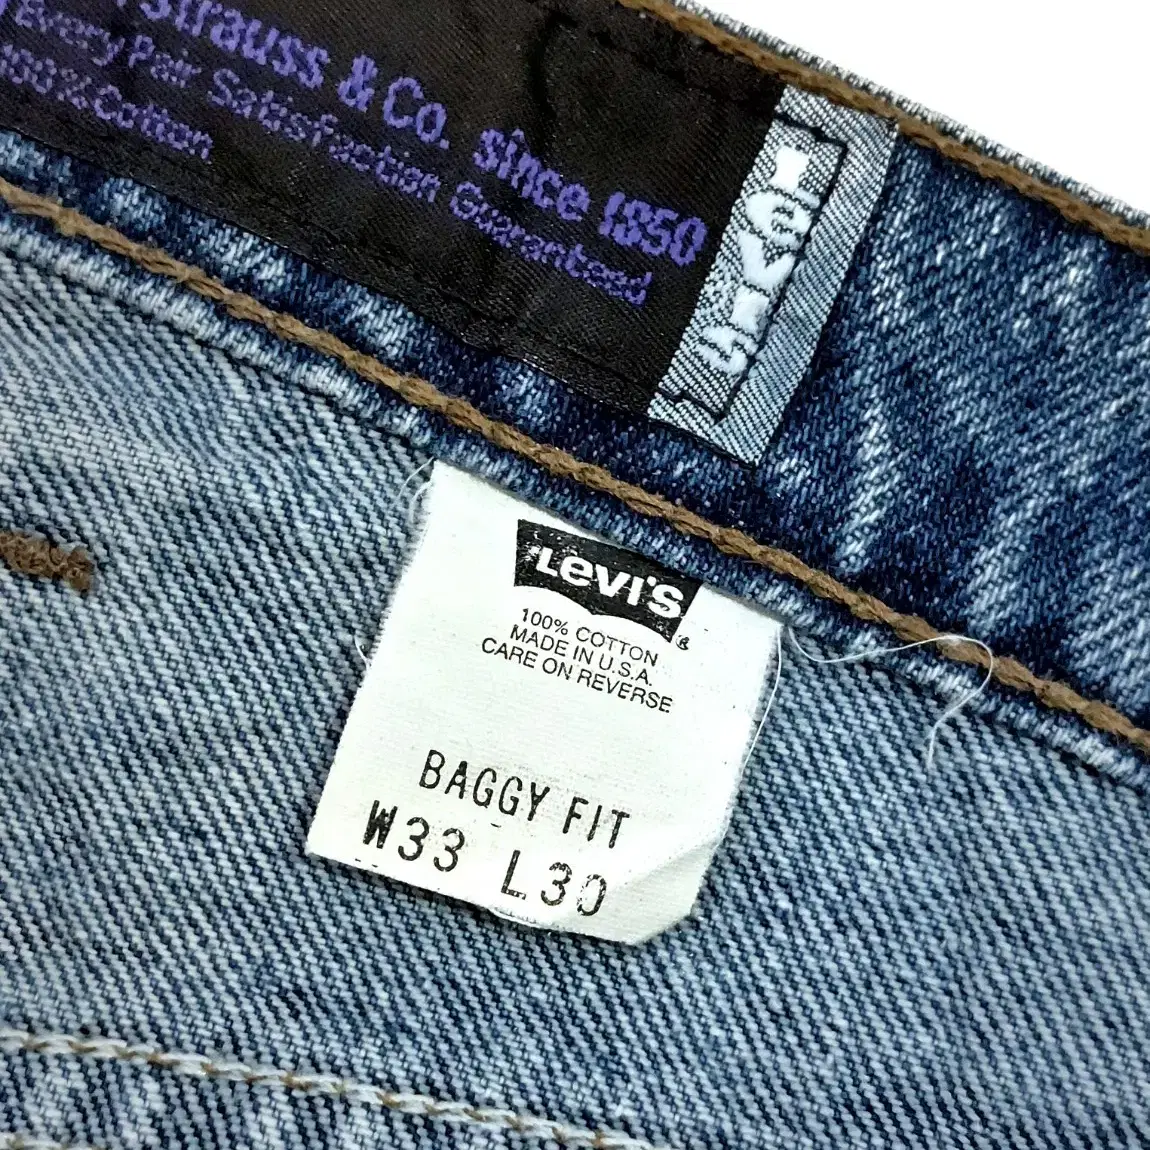 Strauss & Co. since 1850
Every Pair Satisfaction Guaranteed
100% Cotton
Levi's
Levi's
100% COTTON
MADE IN U.S.A.
CARE ON REVERSE
BAGGY FIT
W33 L30